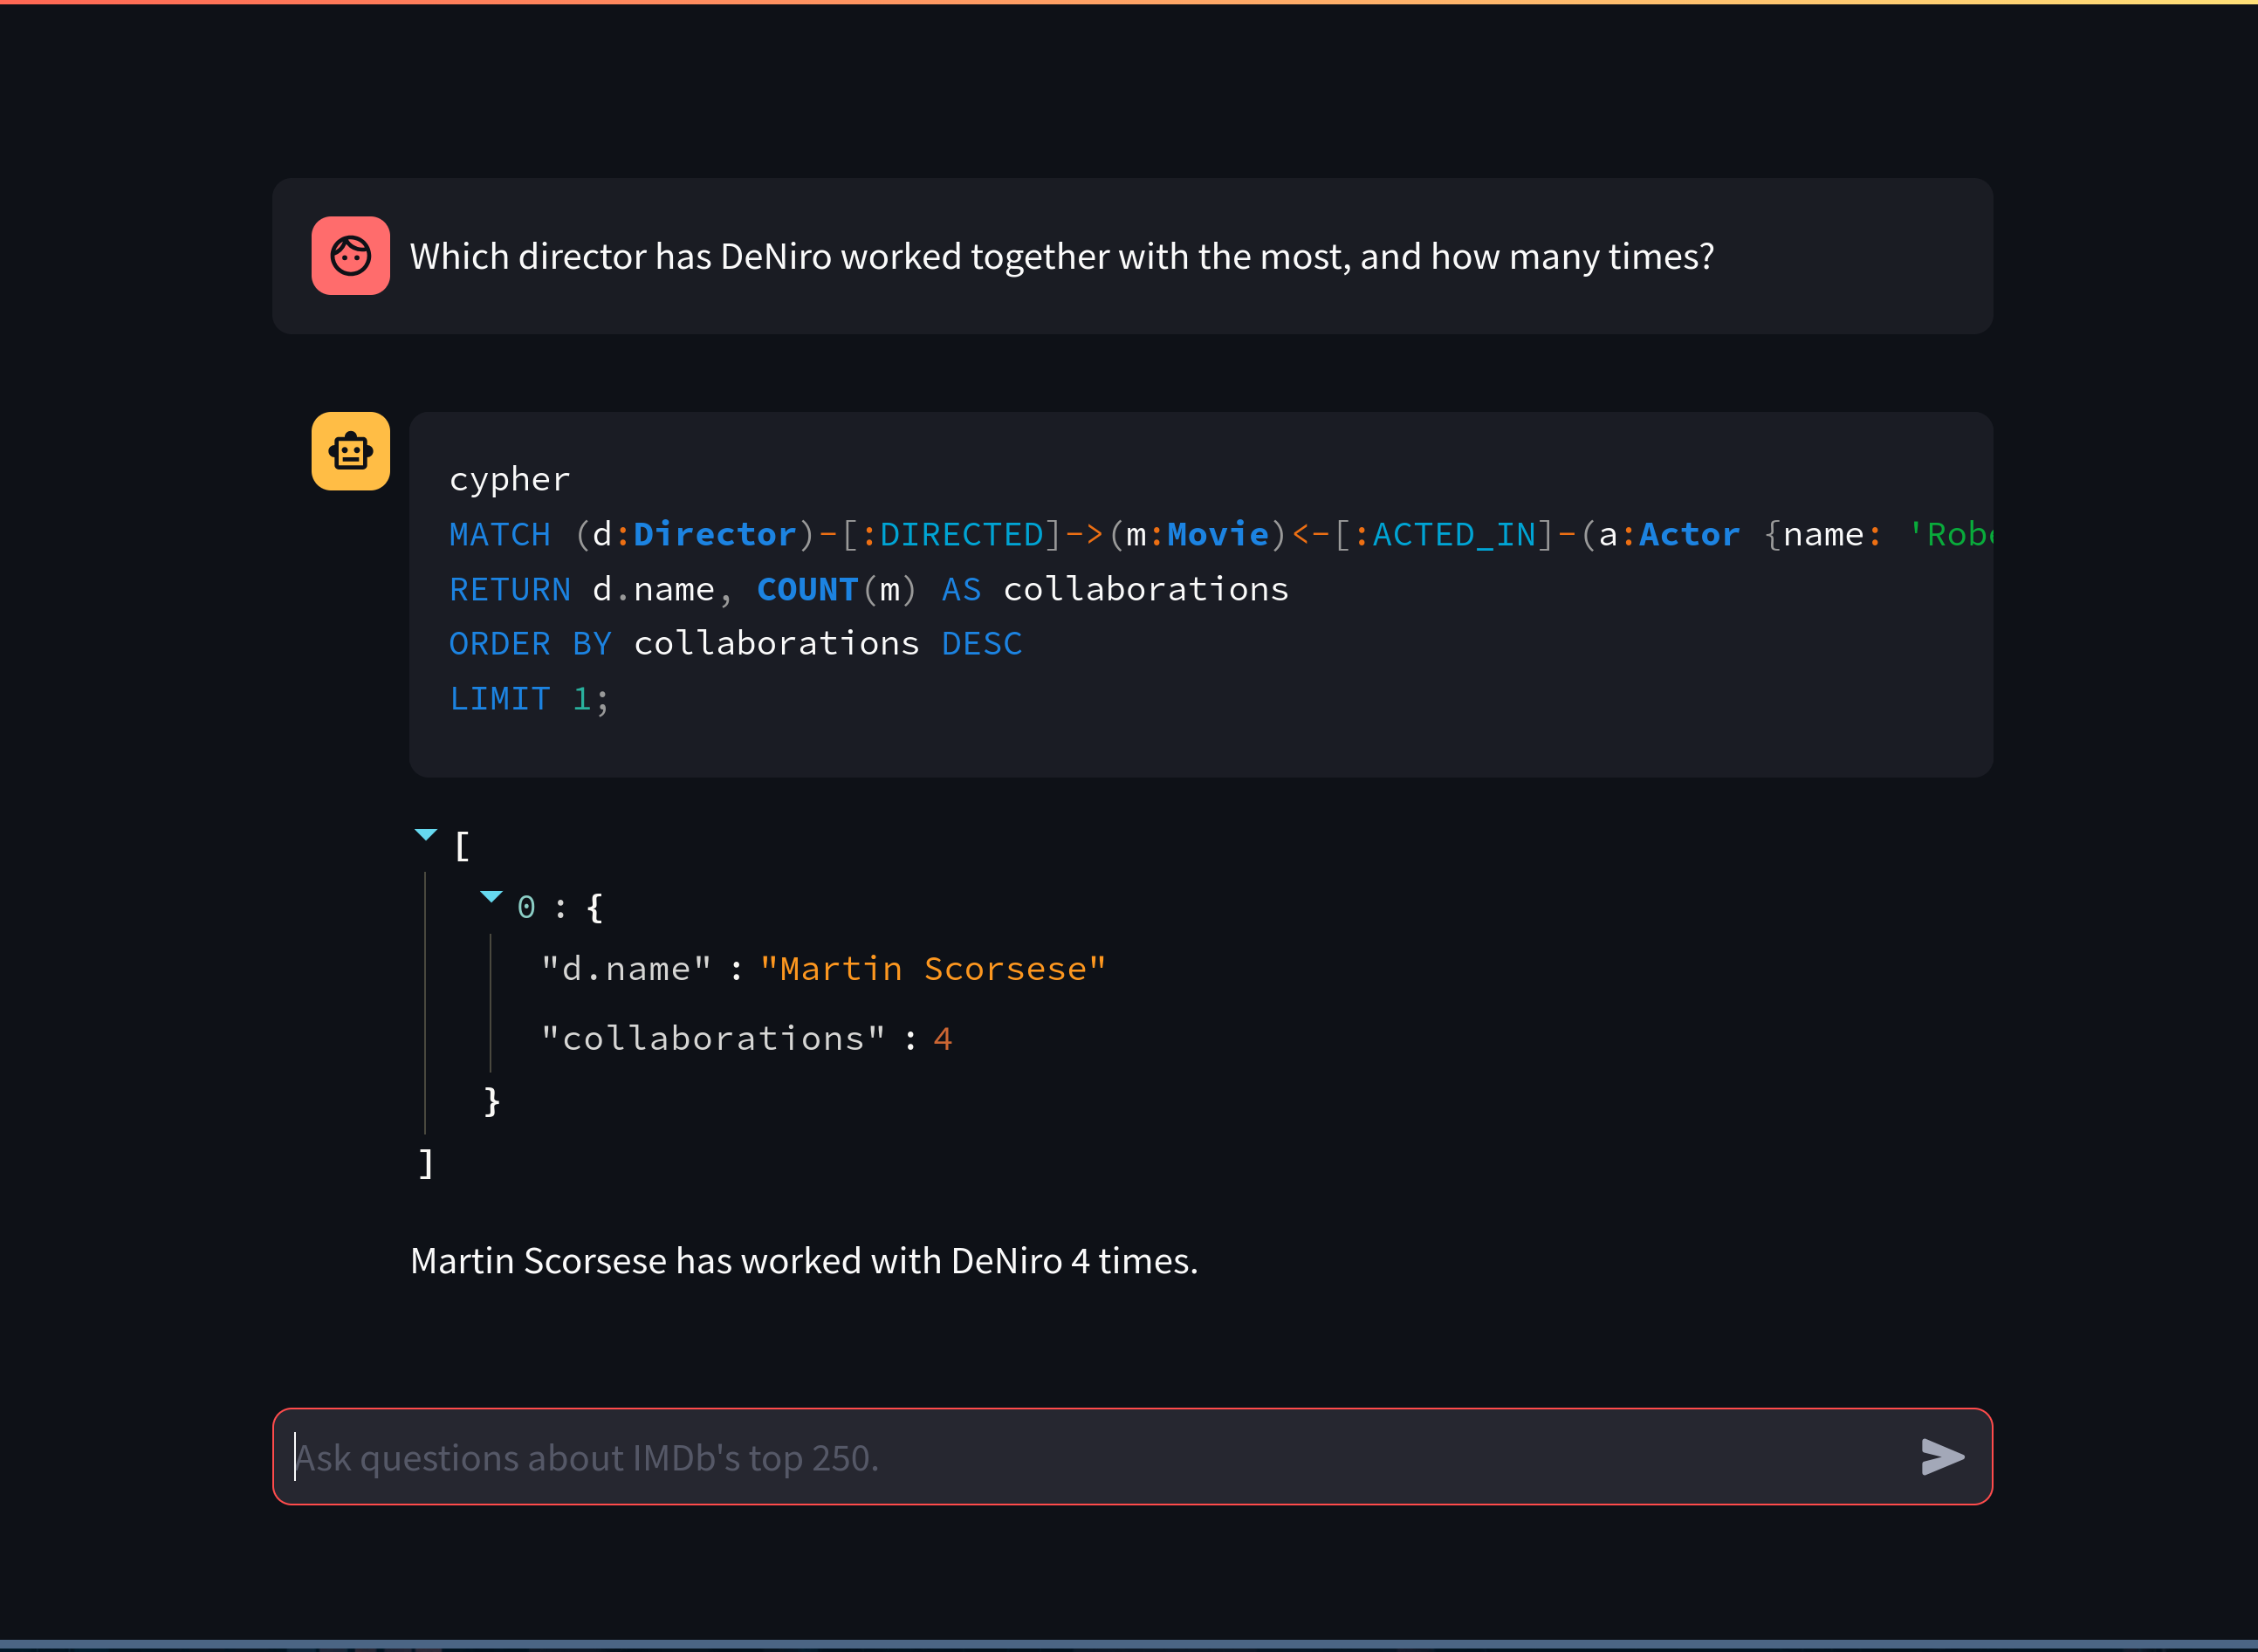 Which director has DeNiro worked together with the most, and how many times?
cypher
MATCH (d:Director)-[:DIRECTED]->(m:Movie)<-[:ACTED_IN]-(a:Actor {name: 'Robe
RETURN d.name, COUNT(m) AS collaborations
ORDER BY collaborations DESC
LIMIT 1;
[
0 : {
"d.name" : "Martin Scorsese"
"collaborations" : 4
}
]
Martin Scorsese has worked with DeNiro 4 times.
Ask questions about IMDb's top 250.